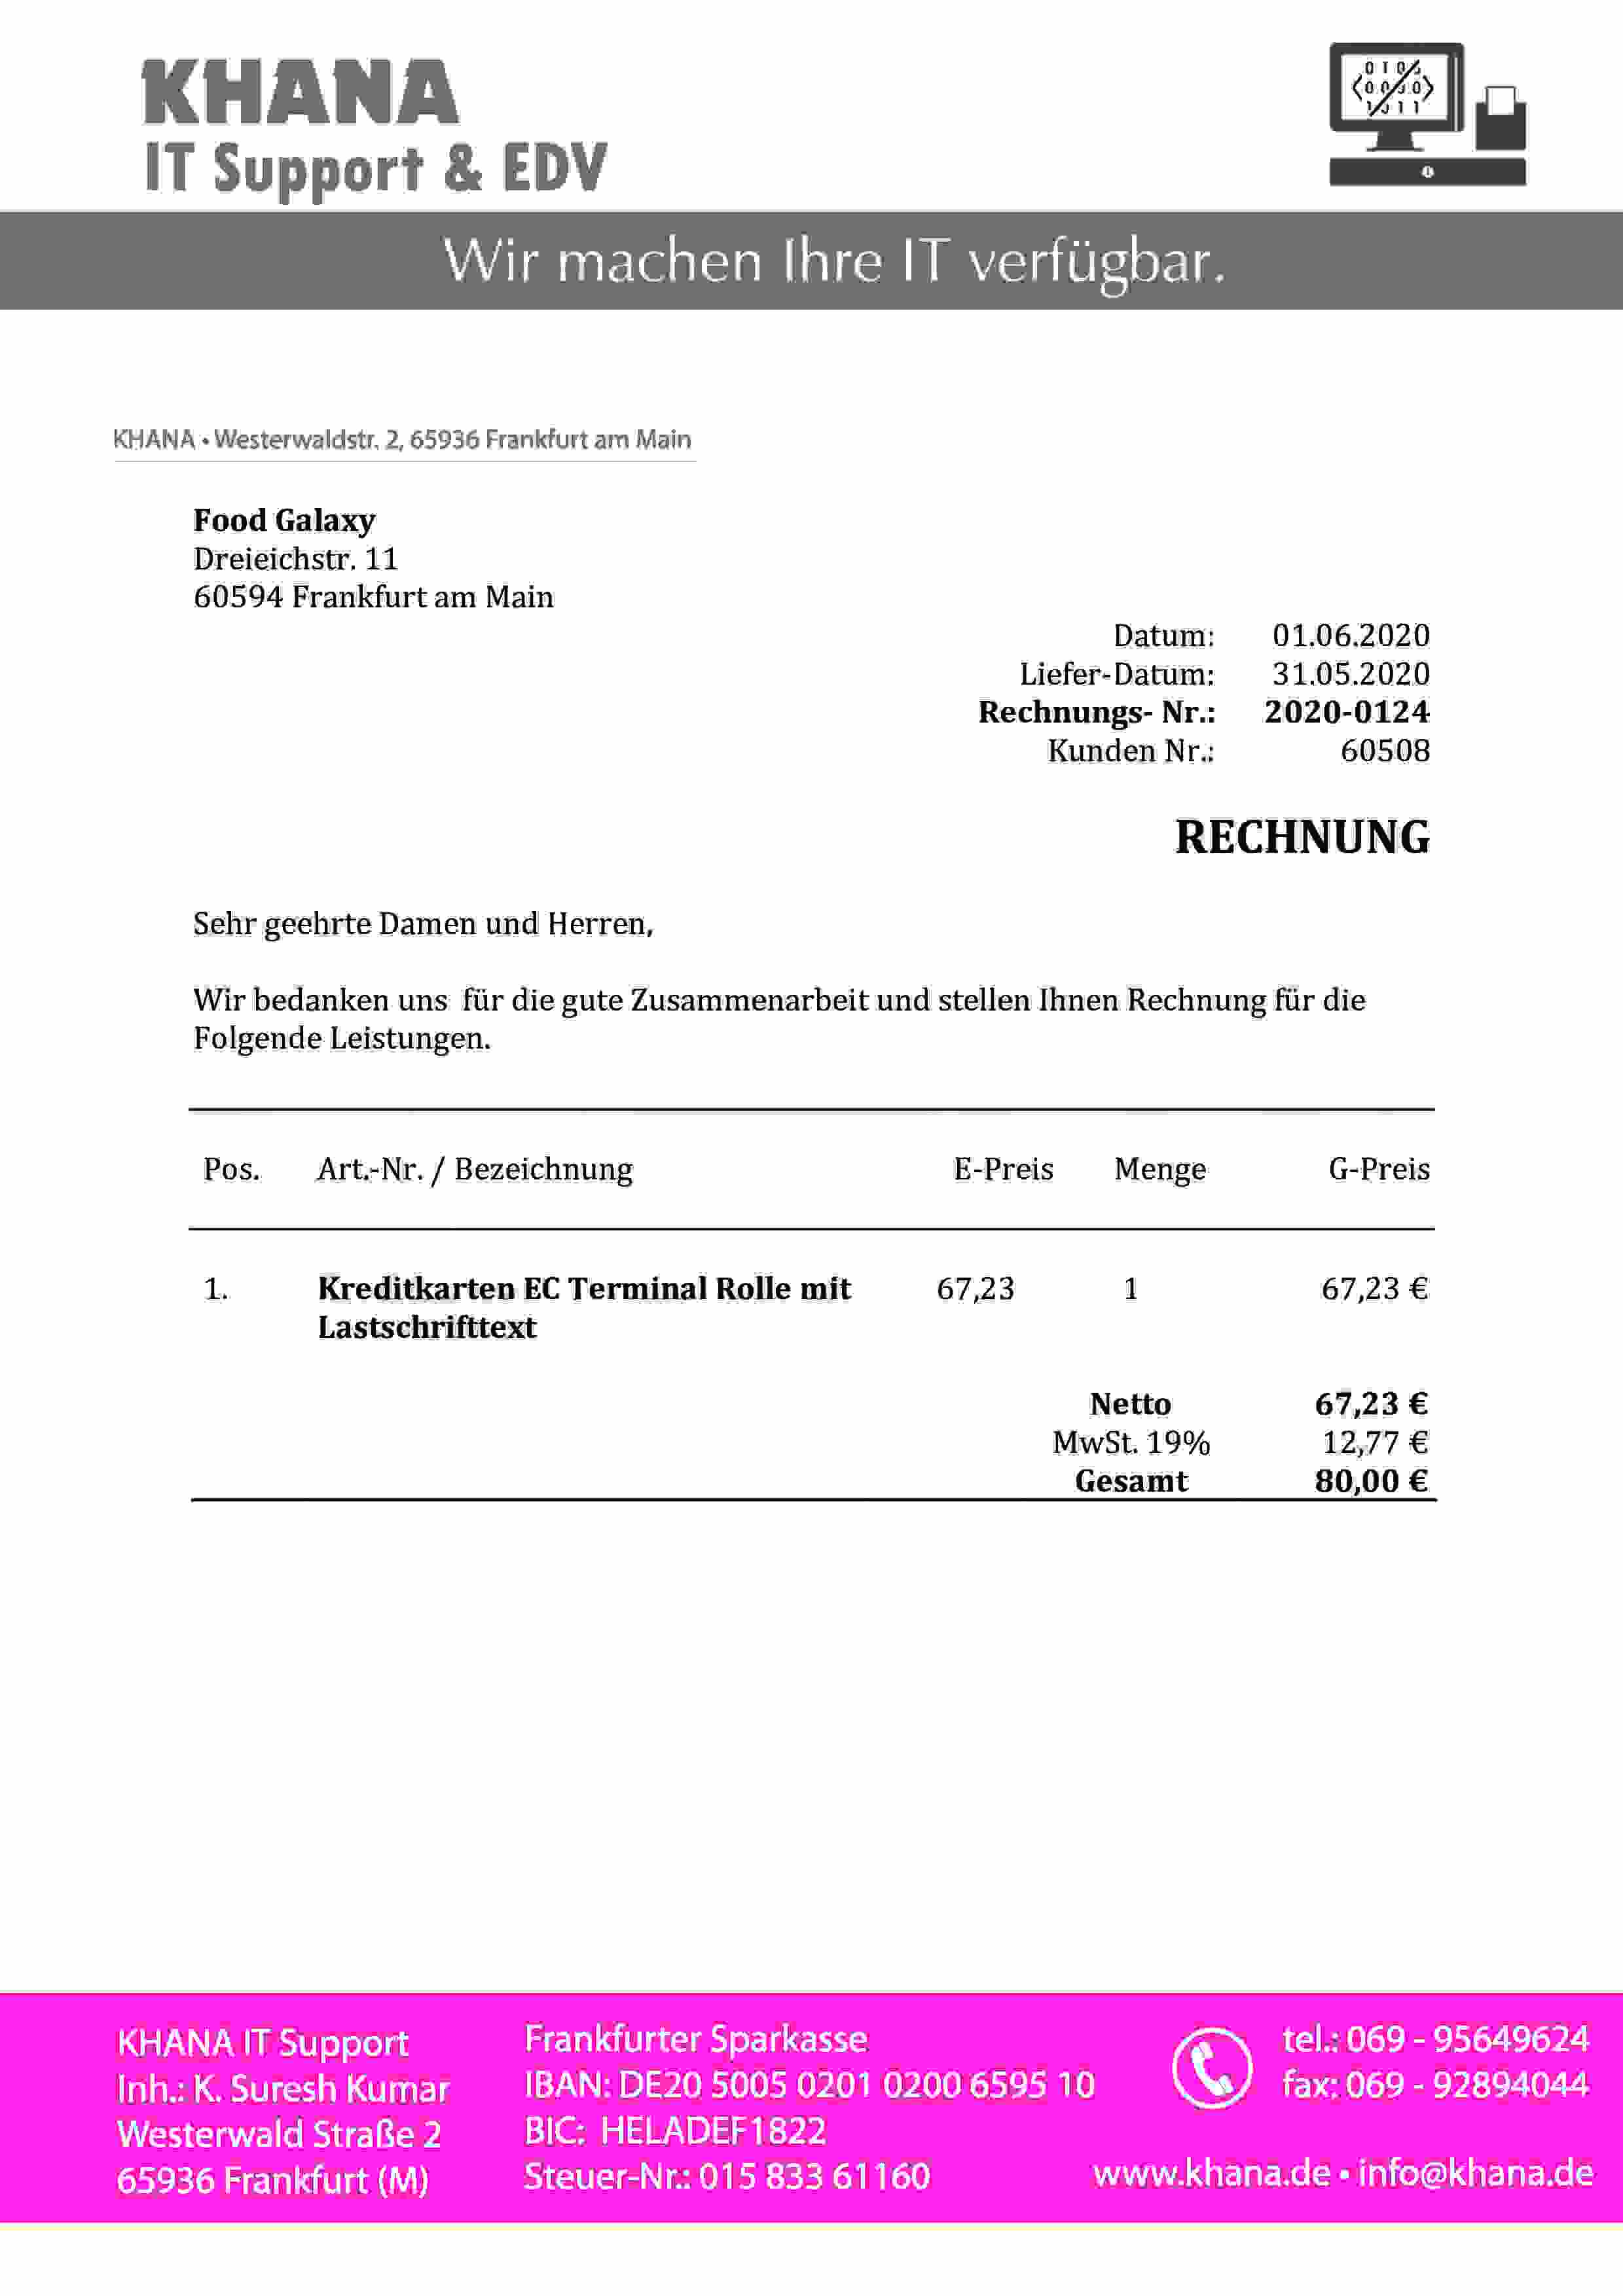 KHANA
IT Support & EDV
Wir machen Ihre IT verfügbar.
KHANA • Westerwaldstr. 2, 65936 Frankfurt am Main
Food Galaxy
Dreieichstr. 11
60594 Frankfurt am Main
Datum: 01.06.2020
Liefer-Datum: 31.05.2020
Rechnungs- Nr.: 2020-0124
Kunden Nr.: 60508
RECHNUNG
Sehr geehrte Damen und Herren,
Wir bedanken uns für die gute Zusammenarbeit und stellen Ihnen Rechnung für die
Folgende Leistungen.
Pos. Art.-Nr. / Bezeichnung E-Preis Menge G-Preis
1. Kreditkarten EC Terminal Rolle mit 67,23 1 67,23 €
Lastschrifttext
Netto 67,23 €
MwSt. 19% 12,77 €
Gesamt 80,00 €
KHANA IT Support
Inh.: K. Suresh Kumar
Westerwald Straße 2
65936 Frankfurt (M)
Frankfurter Sparkasse
IBAN: DE20 5005 0201 0200 6595 10
BIC: HELADEF1822
Steuer-Nr.: 015 833 61160
tel.: 069 - 95649624
fax: 069 - 92894044
www.khana.de • info@khana.de